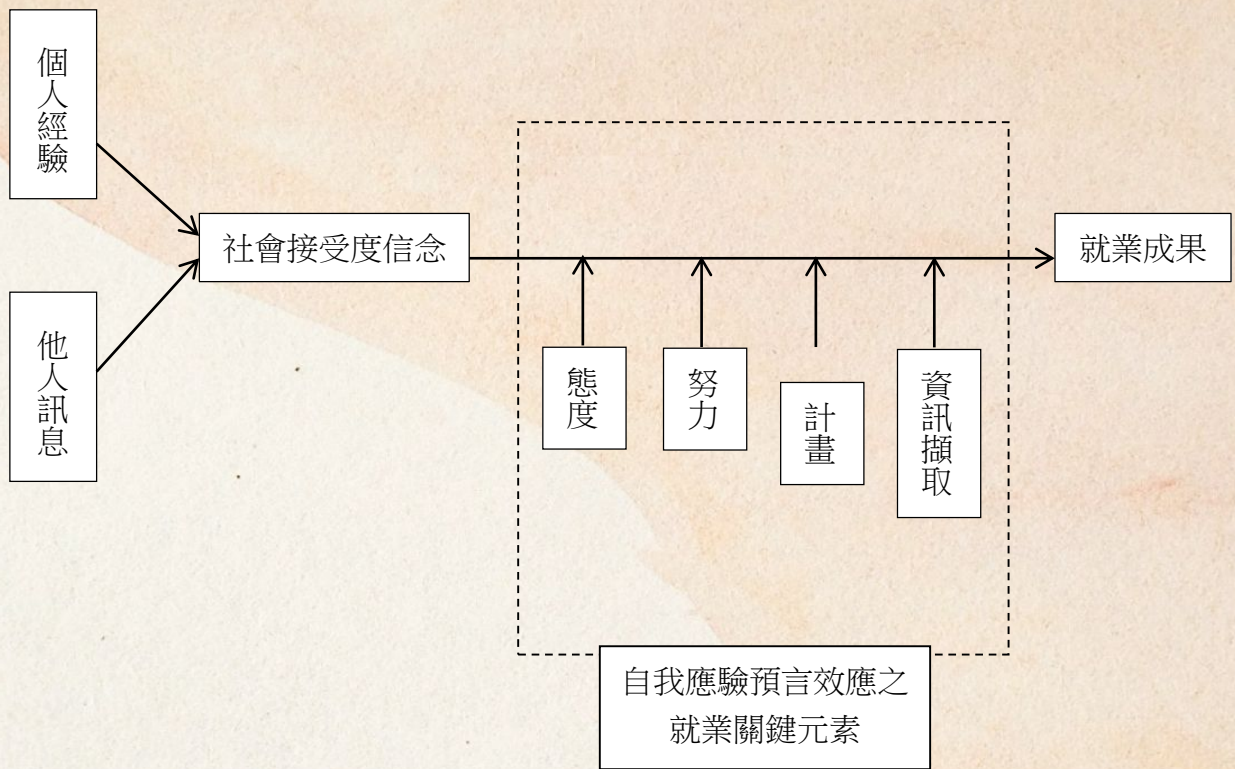 個人經驗
他人訊息
社會接受度信念
態度
努力
計畫
資訊擷取
就業成果
自我應驗預言效應之
就業關鍵元素